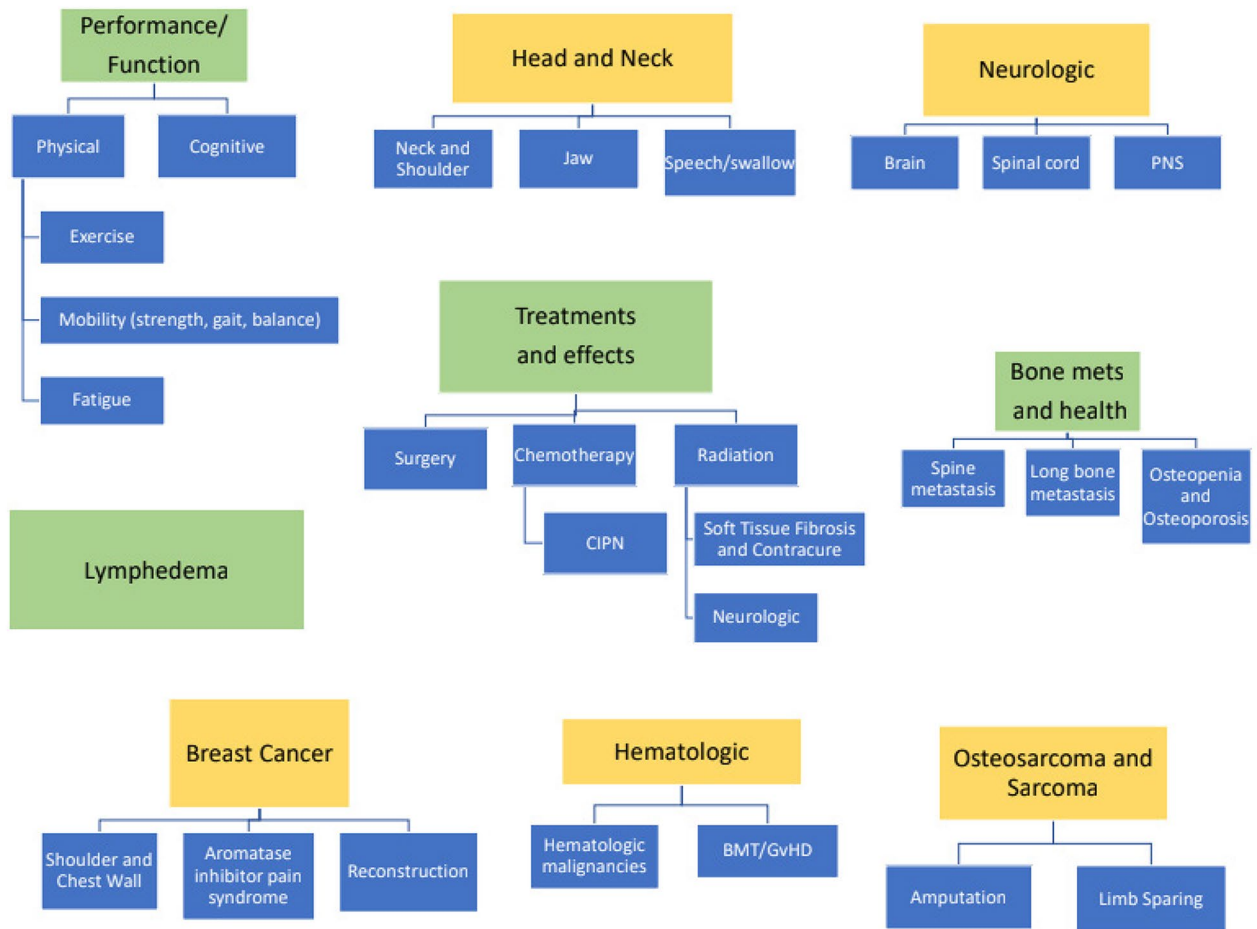 Performance/
Function
Physical
Cognitive
Exercise
Mobility (strength, gait, balance)
Fatigue
Head and Neck
Neck and
Shoulder
Jaw
Speech/swallow
Neurologic
Brain
Spinal cord
PNS
Treatments
and effects
Surgery
Chemotherapy
Radiation
CIPN
Soft Tissue Fibrosis
and Contracure
Neurologic
Bone mets
and health
Spine
metastasis
Long bone
metastasis
Osteopenia
and
Osteoporosis
Lymphedema
Breast Cancer
Shoulder and
Chest Wall
Aromatase
inhibitor pain
syndrome
Reconstruction
Hematologic
Hematologic
malignancies
BMT/GvHD
Osteosarcoma and
Sarcoma
Amputation
Limb Sparing